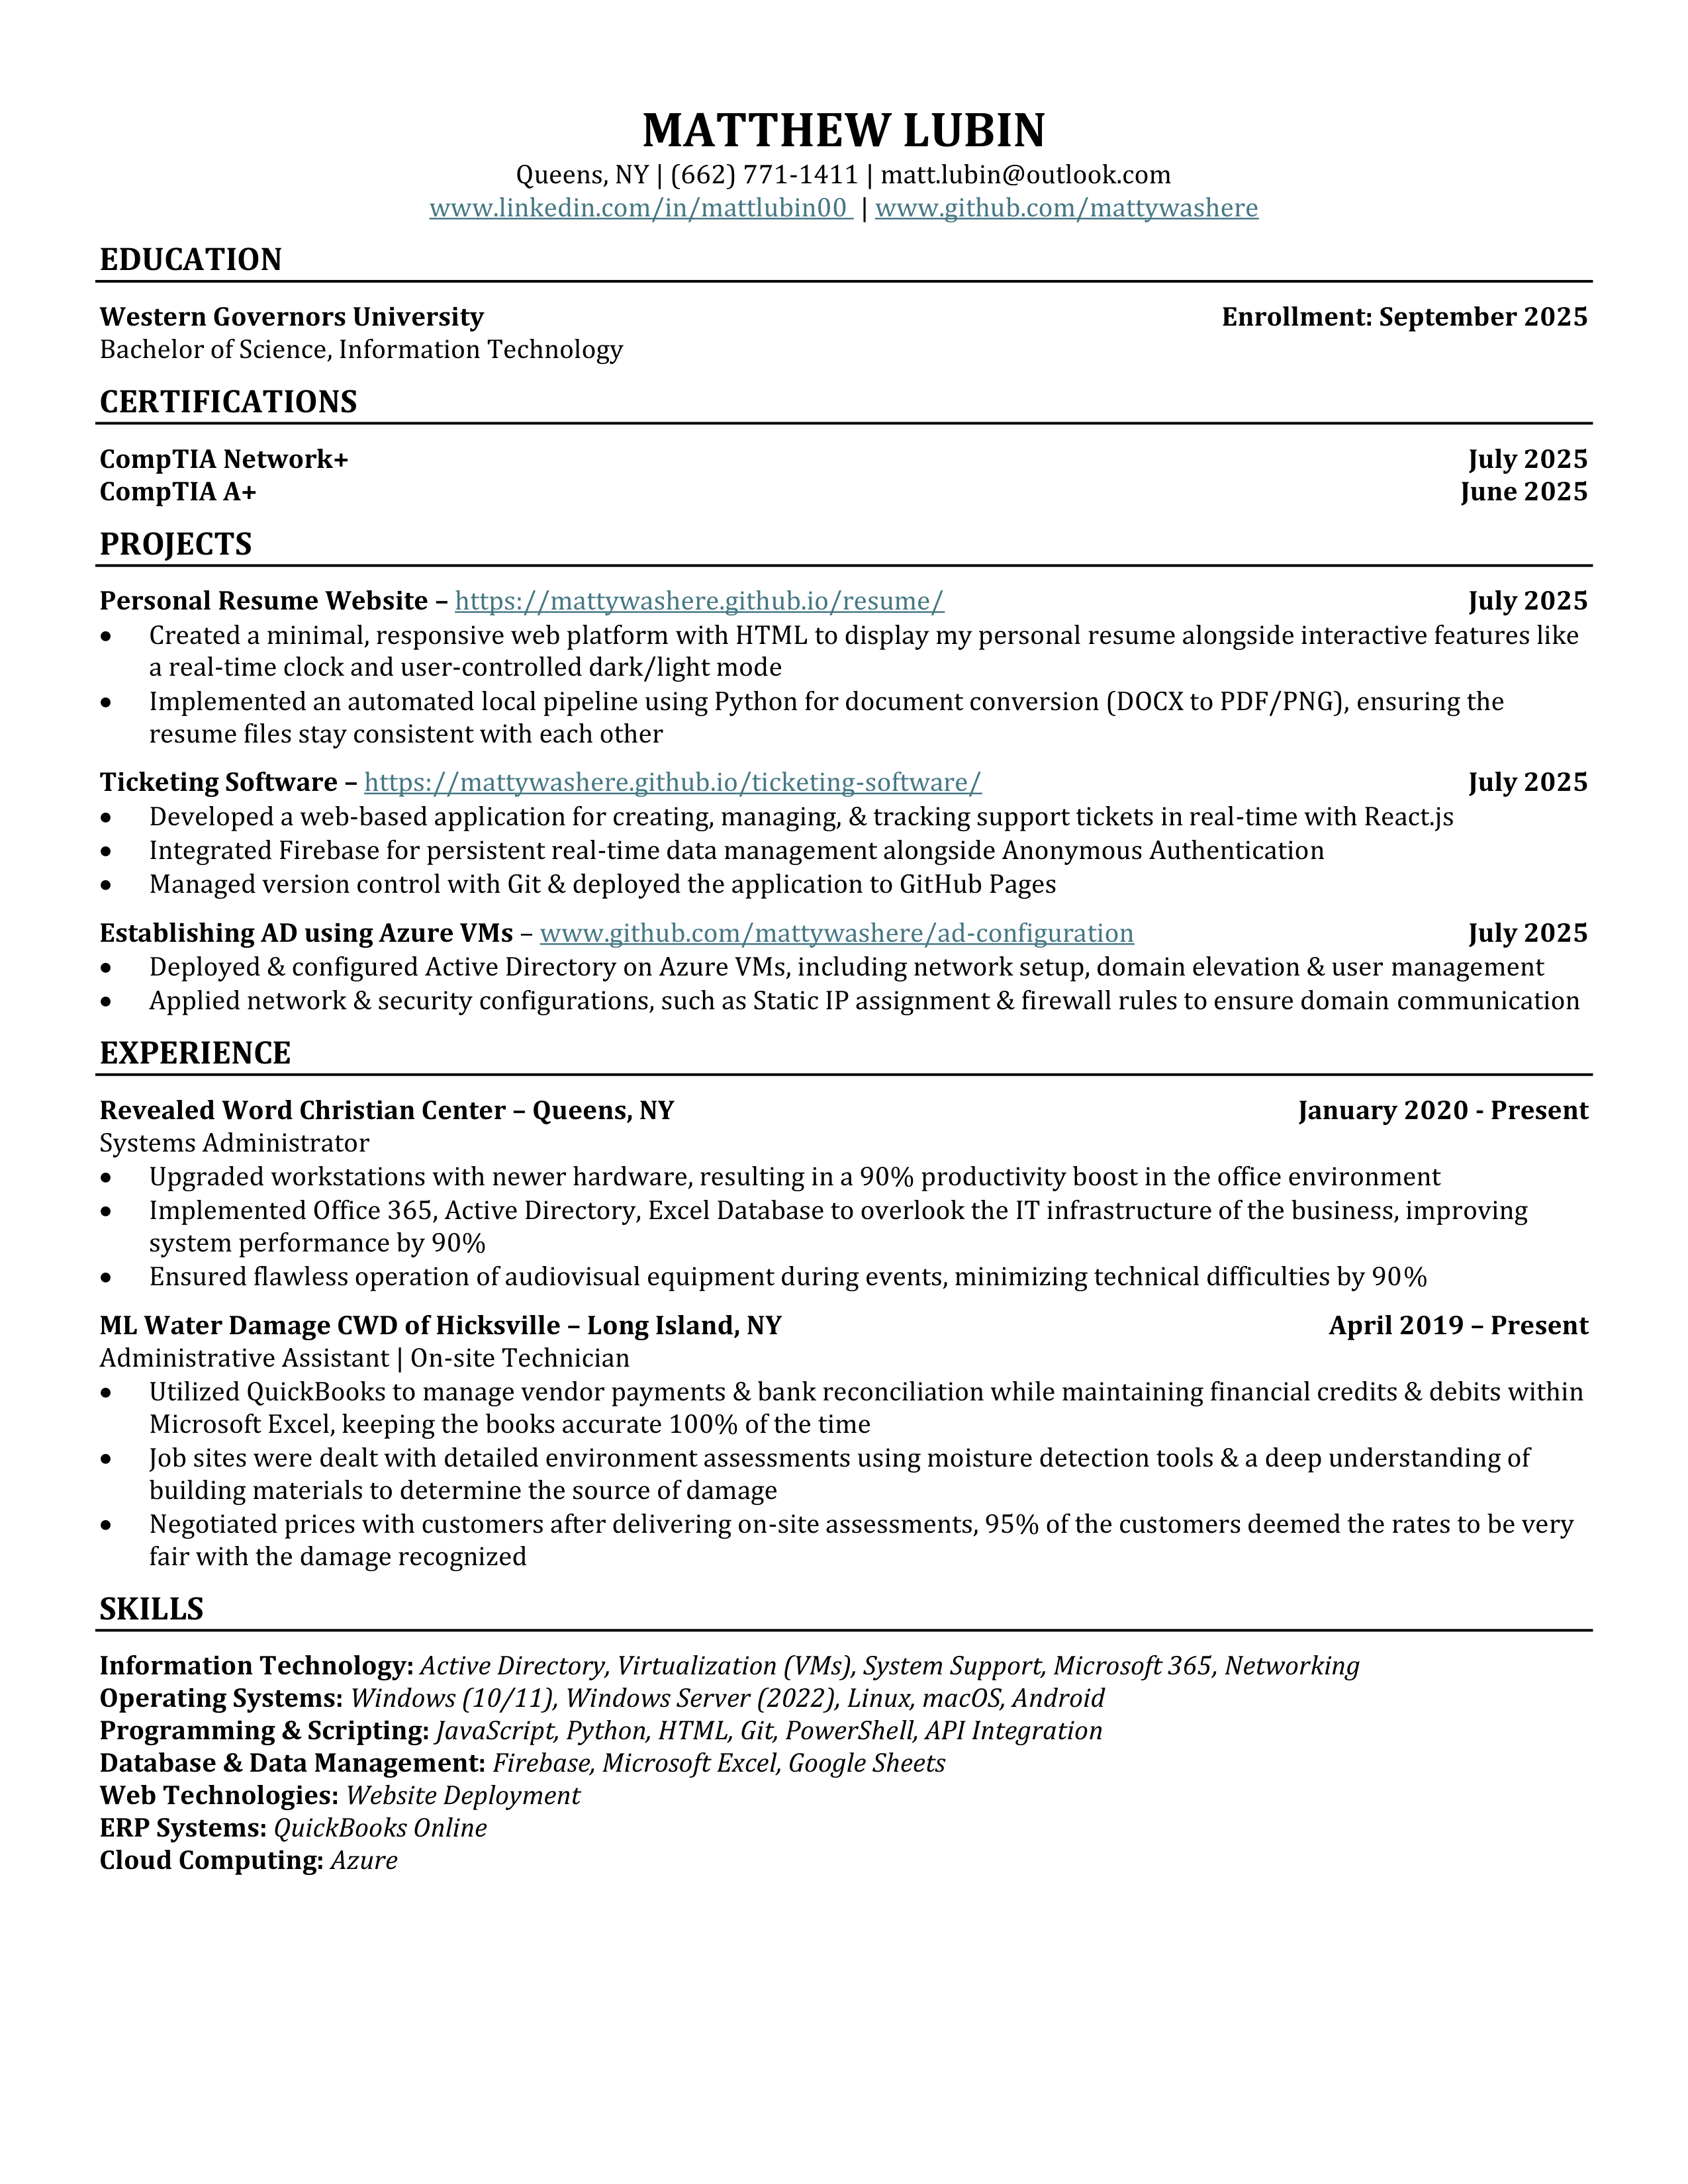 MATTHEW LUBIN
Queens, NY | (662) 771-1411 | matt.lubin@outlook.com
www.linkedin.com/in/mattlubin00 | www.github.com/mattywashere
EDUCATION
Western Governors University Enrollment: September 2025
Bachelor of Science, Information Technology
CERTIFICATIONS
CompTIA Network+ July 2025
CompTIA A+ June 2025
PROJECTS
Personal Resume Website – https://mattywashere.github.io/resume/ July 2025
• Created a minimal, responsive web platform with HTML to display my personal resume alongside interactive features like
a real-time clock and user-controlled dark/light mode
• Implemented an automated local pipeline using Python for document conversion (DOCX to PDF/PNG), ensuring the
resume files stay consistent with each other
Ticketing Software – https://mattywashere.github.io/ticketing-software/ July 2025
• Developed a web-based application for creating, managing, & tracking support tickets in real-time with React.js
• Integrated Firebase for persistent real-time data management alongside Anonymous Authentication
• Managed version control with Git & deployed the application to GitHub Pages
Establishing AD using Azure VMs – www.github.com/mattywashere/ad-configuration July 2025
• Deployed & configured Active Directory on Azure VMs, including network setup, domain elevation & user management
• Applied network & security configurations, such as Static IP assignment & firewall rules to ensure domain communication
EXPERIENCE
Revealed Word Christian Center – Queens, NY January 2020 - Present
Systems Administrator
• Upgraded workstations with newer hardware, resulting in a 90% productivity boost in the office environment
• Implemented Office 365, Active Directory, Excel Database to overlook the IT infrastructure of the business, improving
system performance by 90%
• Ensured flawless operation of audiovisual equipment during events, minimizing technical difficulties by 90%
ML Water Damage CWD of Hicksville – Long Island, NY April 2019 – Present
Administrative Assistant | On-site Technician
• Utilized QuickBooks to manage vendor payments & bank reconciliation while maintaining financial credits & debits within
Microsoft Excel, keeping the books accurate 100% of the time
• Job sites were dealt with detailed environment assessments using moisture detection tools & a deep understanding of
building materials to determine the source of damage
• Negotiated prices with customers after delivering on-site assessments, 95% of the customers deemed the rates to be very
fair with the damage recognized
SKILLS
Information Technology: Active Directory, Virtualization (VMs), System Support, Microsoft 365, Networking
Operating Systems: Windows (10/11), Windows Server (2022), Linux, macOS, Android
Programming & Scripting: JavaScript, Python, HTML, Git, PowerShell, API Integration
Database & Data Management: Firebase, Microsoft Excel, Google Sheets
Web Technologies: Website Deployment
ERP Systems: QuickBooks Online
Cloud Computing: Azure